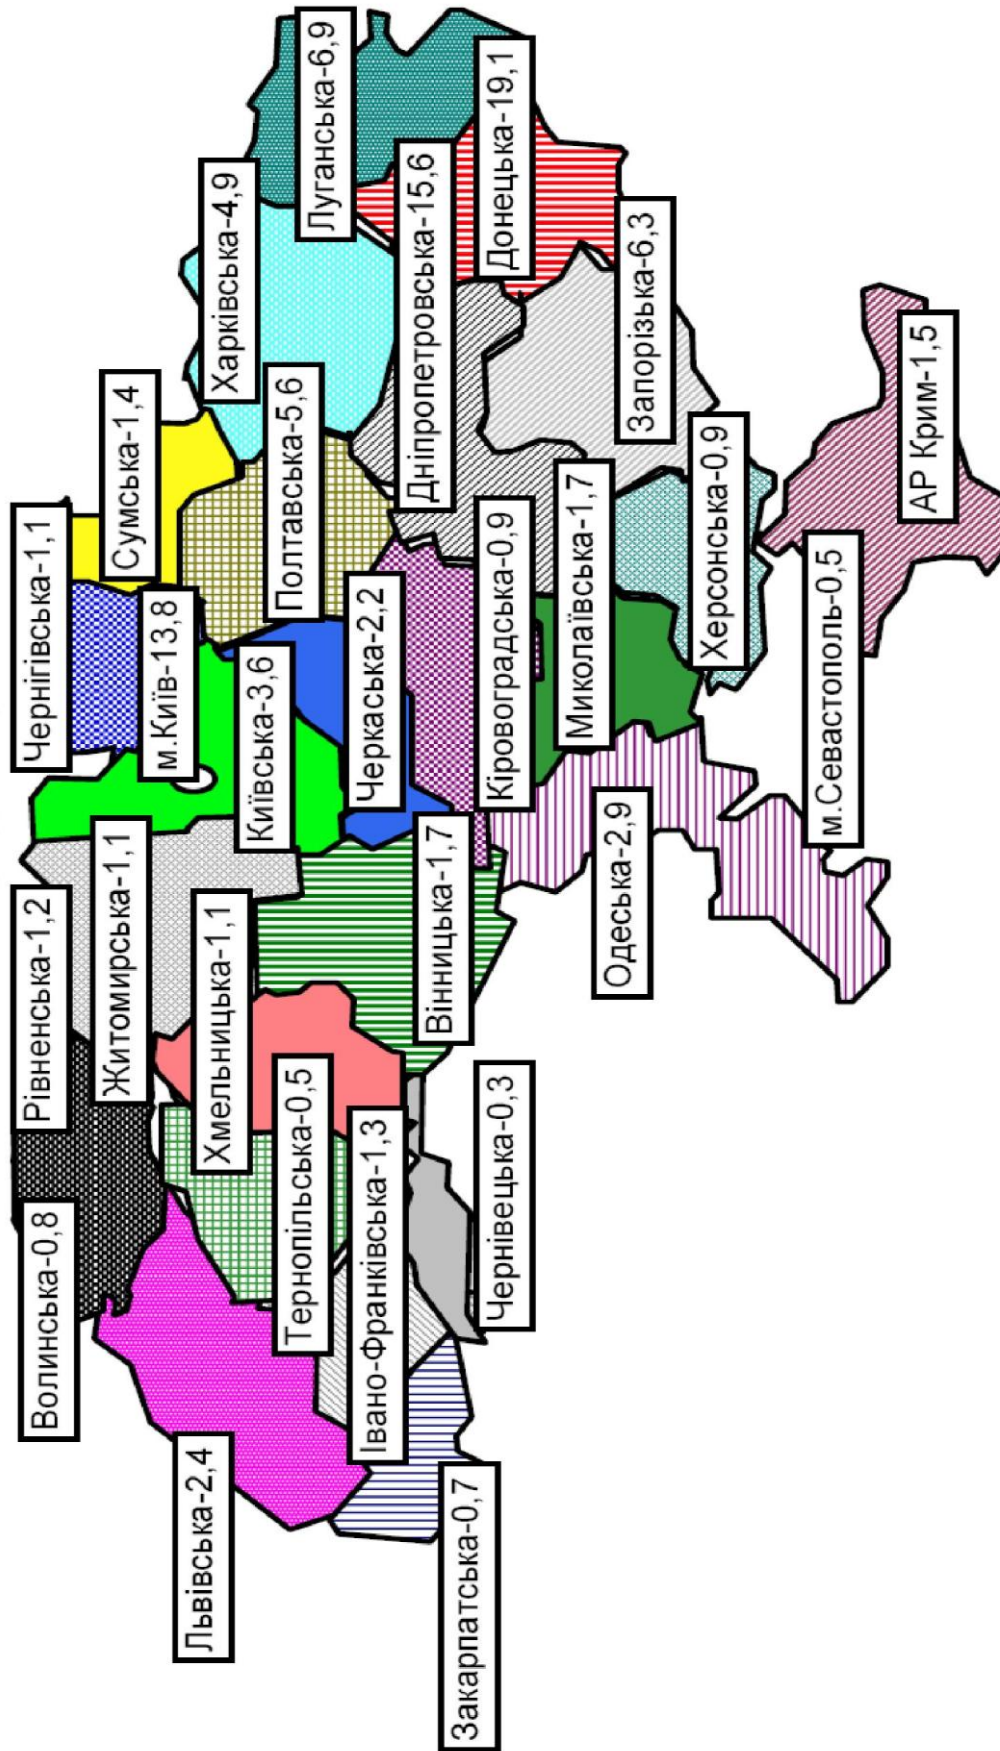 Волинська-0,8
Рівненська-1,2
Чернігівська-1,1
Сумська-1,4
Житомирська-1,1
м.Київ-13,8
Харківська-4,9
Львівська-2,4
Хмельницька-1,1
Київська-3,6
Полтавська-5,6
Луганська-6,9
Тернопільська-0,5
Івано-Франківська-1,3
Черкаська-2,2
Дніпропетровська-15,6
Закарпатська-0,7
Вінницька-1,7
Чернівецька-0,3
Кіровоградська-0,9
Донецька-19,1
Миколаївська-1,7
Одеська-2,9
Запорізька-6,3
Херсонська-0,9
м.Севастополь-0,5
АР Крим-1,5